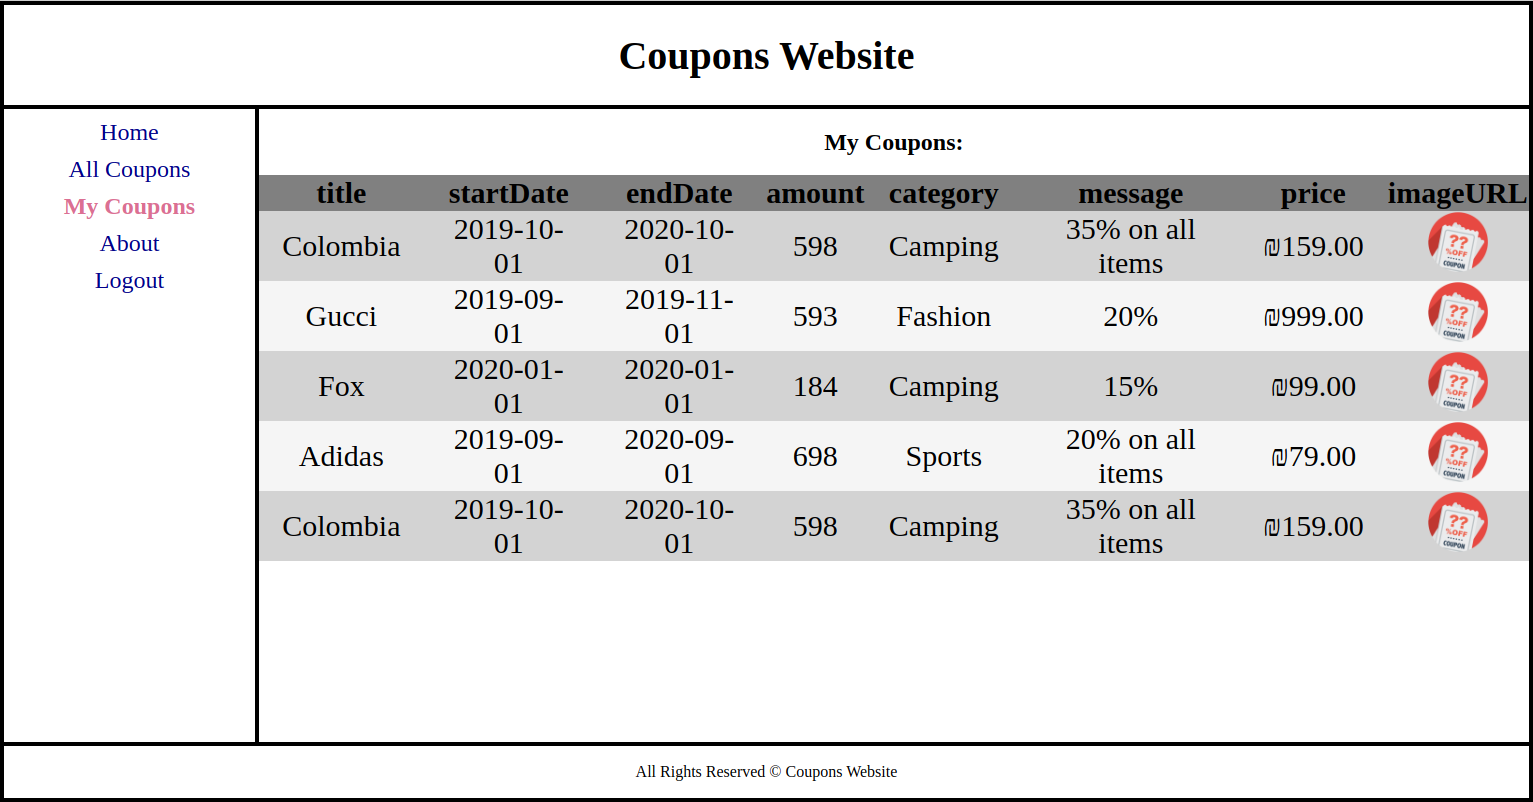 Coupons Website
Home
All Coupons
My Coupons
About
Logout
My Coupons:
title startDate endDate amount category message price imageURL
Colombia 2019-10-01 2020-10-01 598 Camping 35% on all items ₪159.00 ?? %OFF COUPON
Gucci 2019-09-01 2019-11-01 593 Fashion 20% ₪999.00 ?? %OFF COUPON
Fox 2020-01-01 2020-01-01 184 Camping 15% ₪99.00 ?? %OFF COUPON
Adidas 2019-09-01 2020-09-01 698 Sports 20% on all items ₪79.00 ?? %OFF COUPON
Colombia 2019-10-01 2020-10-01 598 Camping 35% on all items ₪159.00 ?? %OFF COUPON
All Rights Reserved © Coupons Website